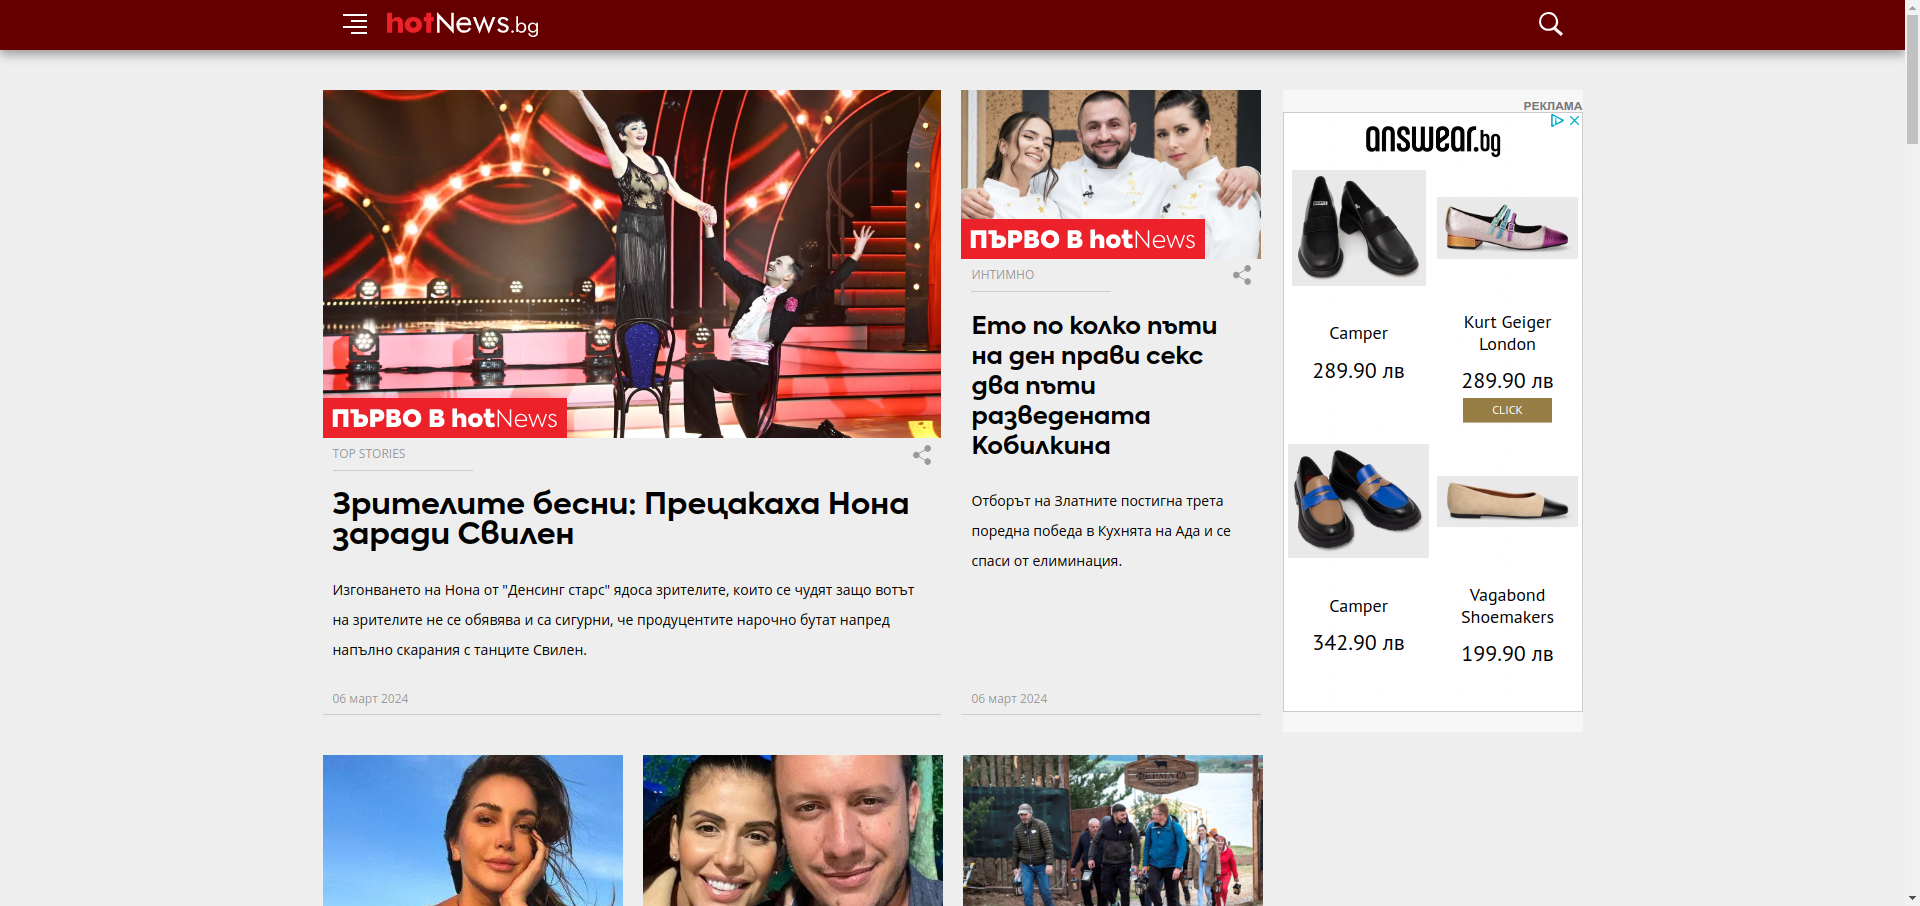 hotNews.bg
ПЪРВО В hotNews
TOP STORIES
Зрителите бесни: Прецакаха Нона
заради Свилен
Изгонването на Нона от "Денсинг старс" ядоса зрителите, които се чудят защо вотът
на зрителите не се обявява и са сигурни, че продуцентите нарочно бутат напред
напълно скарания с танците Свилен.
06 март 2024
ПЪРВО В hotNews
ИНТИМНО
Ето по колко пъти
на ден прави секс
два пъти
разведената
Кобилкина
Отборът на Златните постигна трета
поредна победа в Кухнята на Ада и се
спаси от елиминация.
06 март 2024
РЕКЛАМА
answear.bg
Camper
289.90 лв
Kurt Geiger
London
289.90 лв
CLICK
Camper
342.90 лв
Vagabond
Shoemakers
199.90 лв